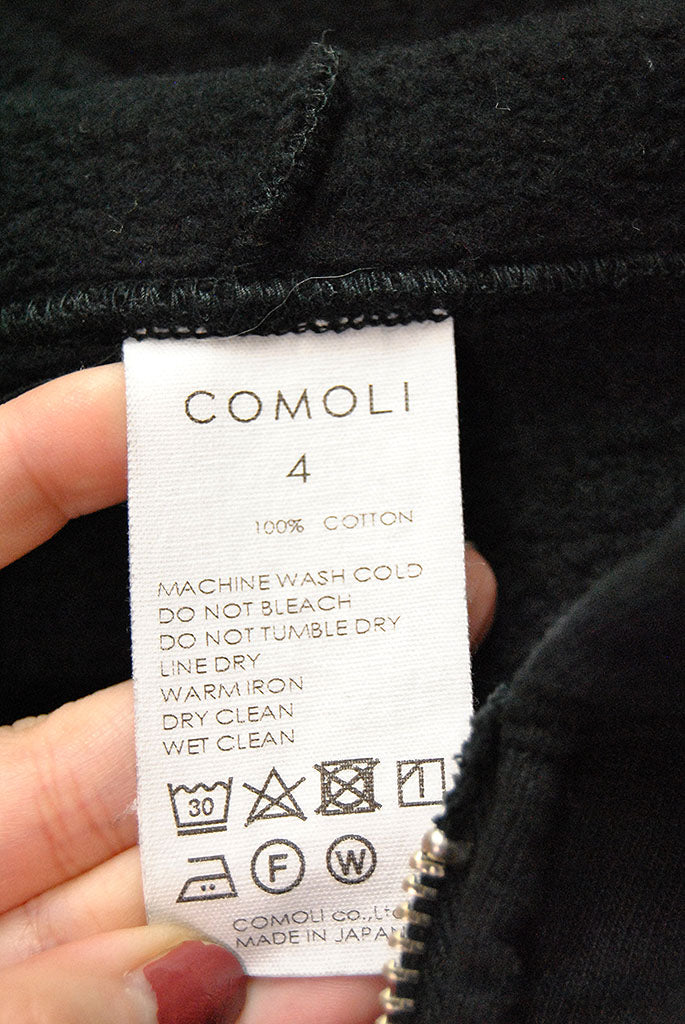 COMOLI
4
100% COTTON
MACHINE WASH COLD
DO NOT BLEACH
DO NOT TUMBLE DRY
LINE DRY
WARM IRON
DRY CLEAN
WET CLEAN
30
F W
COMOLI CO.,Ltd
MADE IN JAPAN